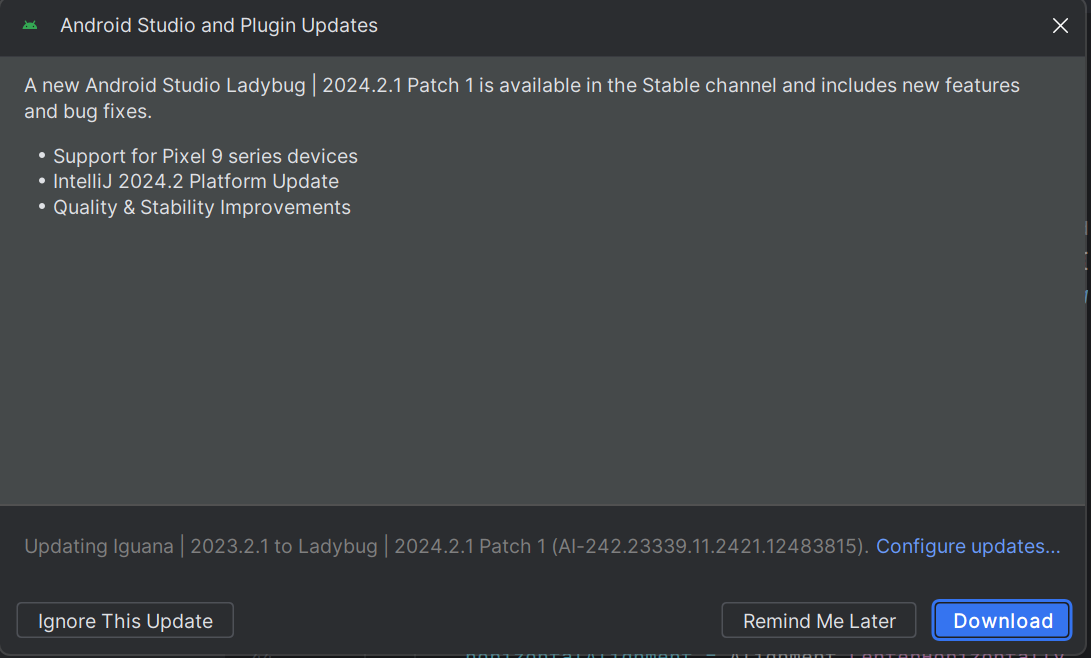 Android Studio and Plugin Updates
A new Android Studio Ladybug | 2024.2.1 Patch 1 is available in the Stable channel and includes new features
and bug fixes.
• Support for Pixel 9 series devices
• IntelliJ 2024.2 Platform Update
• Quality & Stability Improvements
Updating Iguana | 2023.2.1 to Ladybug | 2024.2.1 Patch 1 (AI-242.23339.11.2421.12483815). Configure updates...
Ignore This Update Remind Me Later Download
horizontalAlignment = Alignment.CenterHorizontally